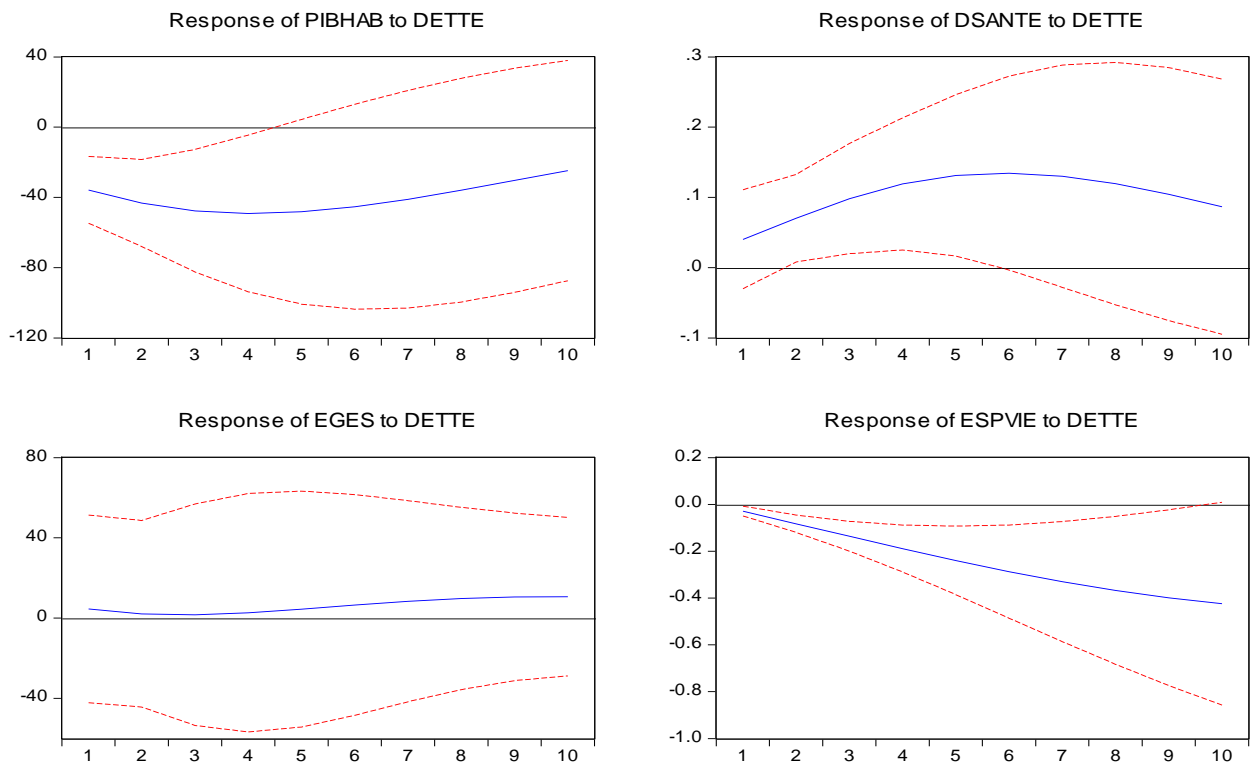 Response of PIBHAB to DETTE
40
0
-40
-80
-120
1 2 3 4 5 6 7 8 9 10
Response of DSANTE to DETTE
.3
.2
.1
.0
-.1
1 2 3 4 5 6 7 8 9 10
Response of EGES to DETTE
80
40
0
-40
1 2 3 4 5 6 7 8 9 10
Response of ESPVIE to DETTE
0.2
0.0
-0.2
-0.4
-0.6
-0.8
-1.0
1 2 3 4 5 6 7 8 9 10